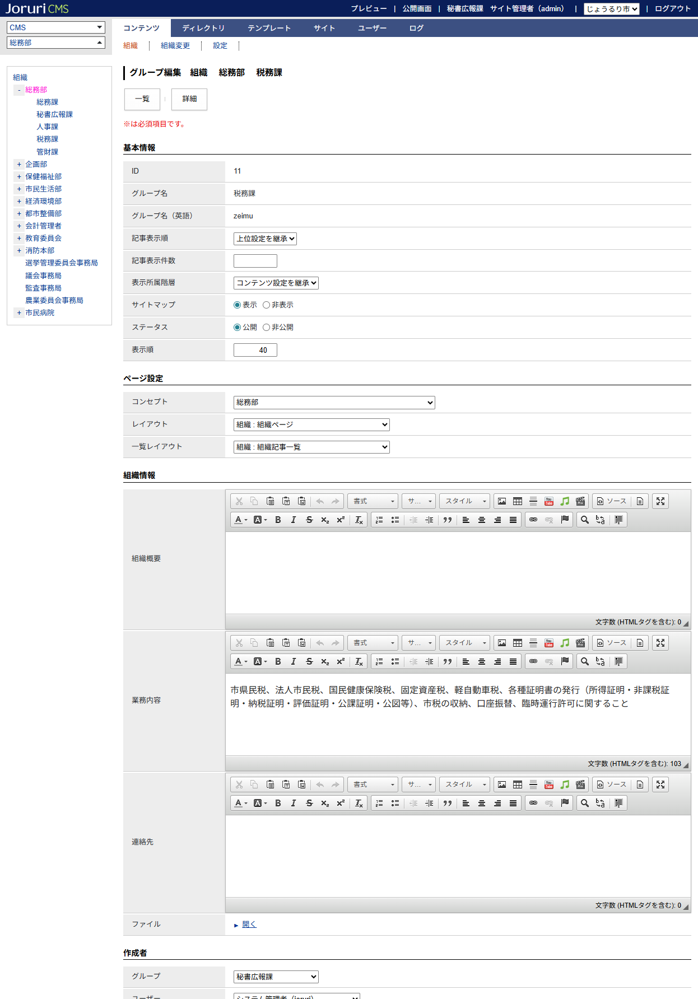 Joruri CMS
プレビュー | 公開画面 | 秘書広報課 サイト管理者（admin） | じょうるり市 | ログアウト
CMS
総務部
コンテンツ ディレクトリ テンプレート サイト ユーザー ログ
組織 組織変更 設定
組織
- 総務部
総務課
秘書広報課
人事課
税務課
管財課
+ 企画部
+ 保健福祉部
+ 市民生活部
+ 経済環境部
+ 都市整備部
+ 会計管理者
+ 教育委員会
+ 消防本部
選挙管理委員会事務局
議会事務局
監査事務局
農業委員会事務局
+ 市民病院
グループ編集 組織 総務部 税務課
一覧 詳細
※は必須項目です。
基本情報
ID 11
グループ名 税務課
グループ名（英語） zeimu
記事表示順 上位設定を継承
記事表示件数
表示所属階層 コンテンツ設定を継承
サイトマップ 表示 非表示
ステータス 公開 非公開
表示順 40
ページ設定
コンセプト 総務部
レイアウト 組織 : 組織ページ
一覧レイアウト 組織 : 組織記事一覧
組織情報
組織概要
書式 サ... スタイル ソース
文字数 (HTMLタグを含む): 0
業務内容
書式 サ... スタイル ソース
市県民税、法人市民税、国民健康保険税、固定資産税、軽自動車税、各種証明書の発行（所得証明・非課税証
明・納税証明・評価証明・公課証明・公図等）、市税の収納、口座振替、臨時運行許可に関すること
文字数 (HTMLタグを含む): 103
連絡先
書式 サ... スタイル ソース
文字数 (HTMLタグを含む): 0
ファイル ► 開く
作成者
グループ 秘書広報課
ユーザー システム管理者（joruri）